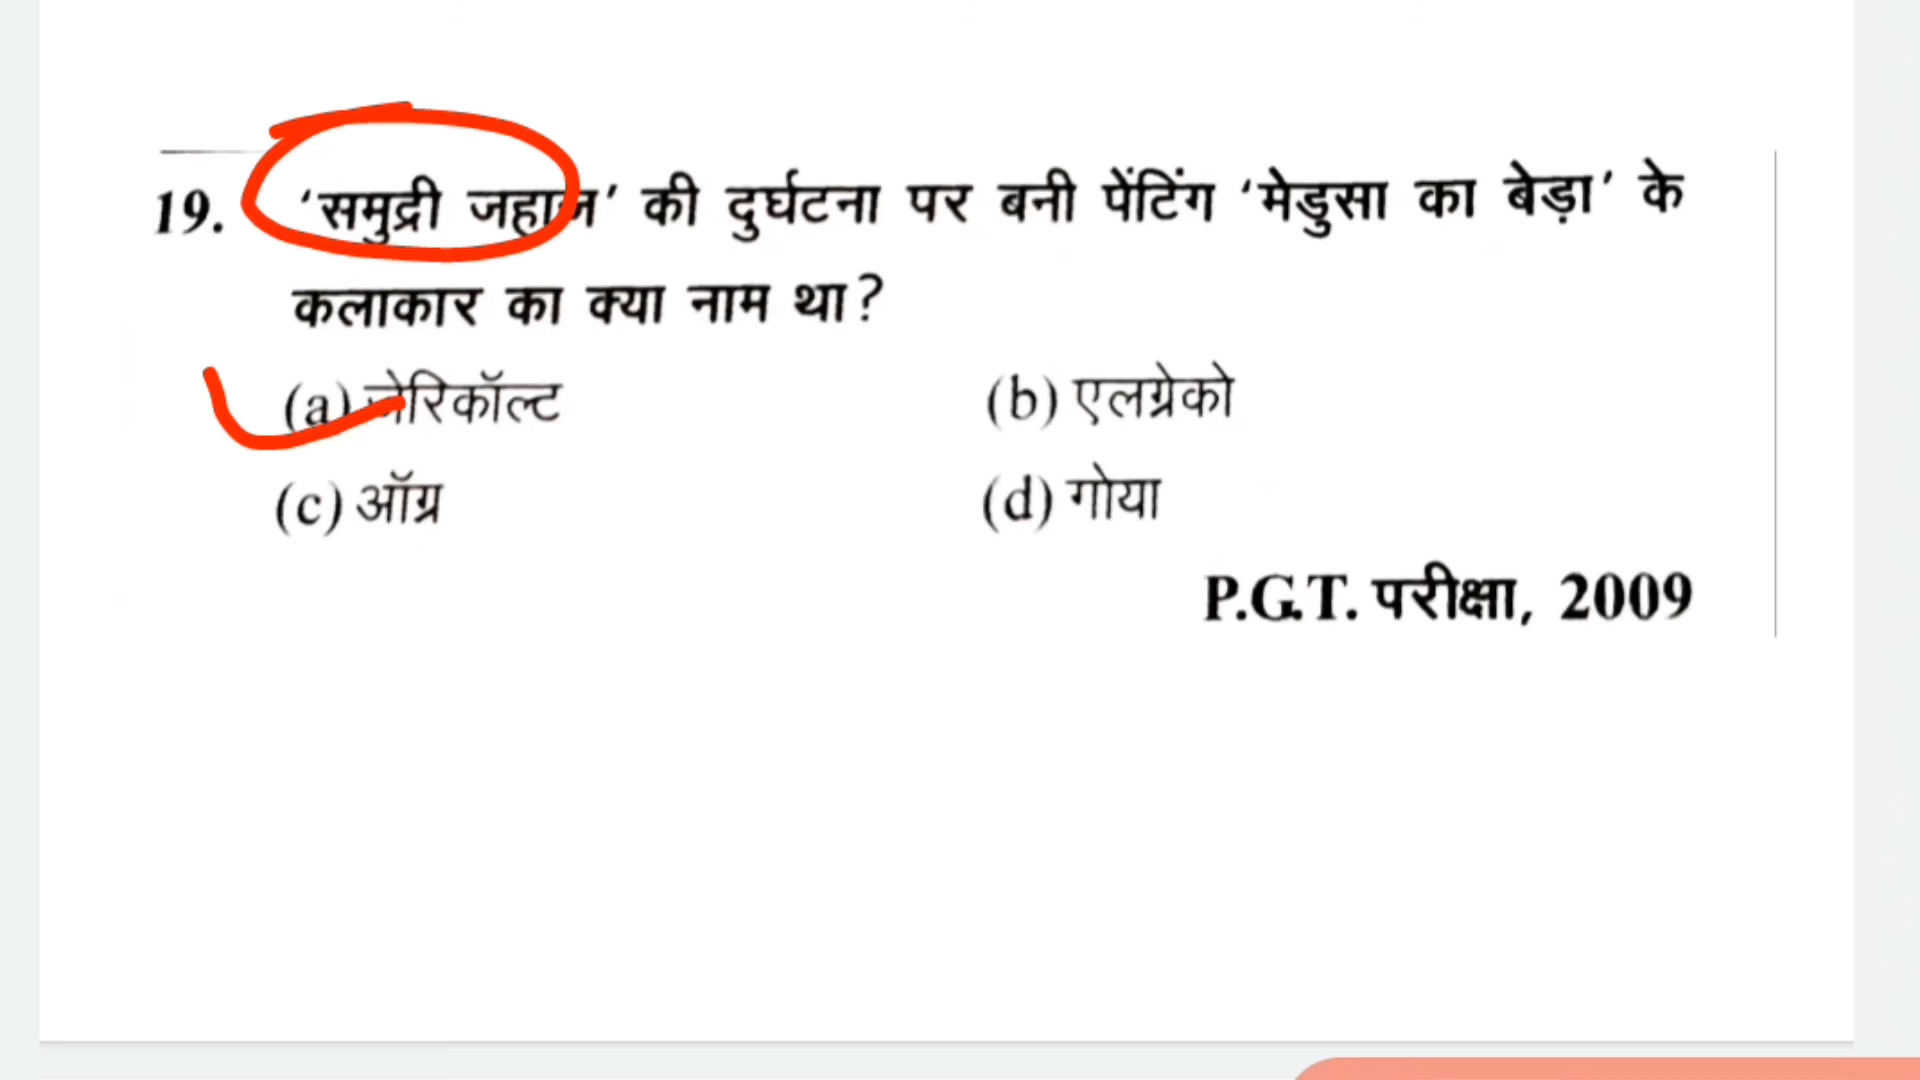 19. ‘समुद्री जहाज’ की दुर्घटना पर बनी पेंटिंग ‘मेडुसा का बेड़ा’ के
कलाकार का क्या नाम था?
(a) जेरिकॉल्ट (b) एलग्रेको
(c) ऑग्र (d) गोया
P.G.T. परीक्षा, 2009